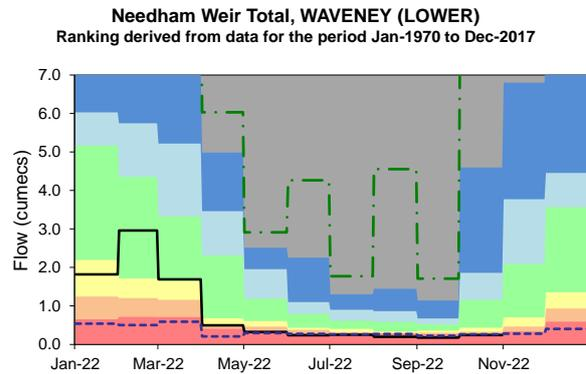 Needham Weir Total, WAVENEY (LOWER)
Ranking derived from data for the period Jan-1970 to Dec-2017
7.0
6.0
5.0
4.0
3.0
2.0
1.0
0.0
Flow (cumecs)
Jan-22 Mar-22 May-22 Jul-22 Sep-22 Nov-22